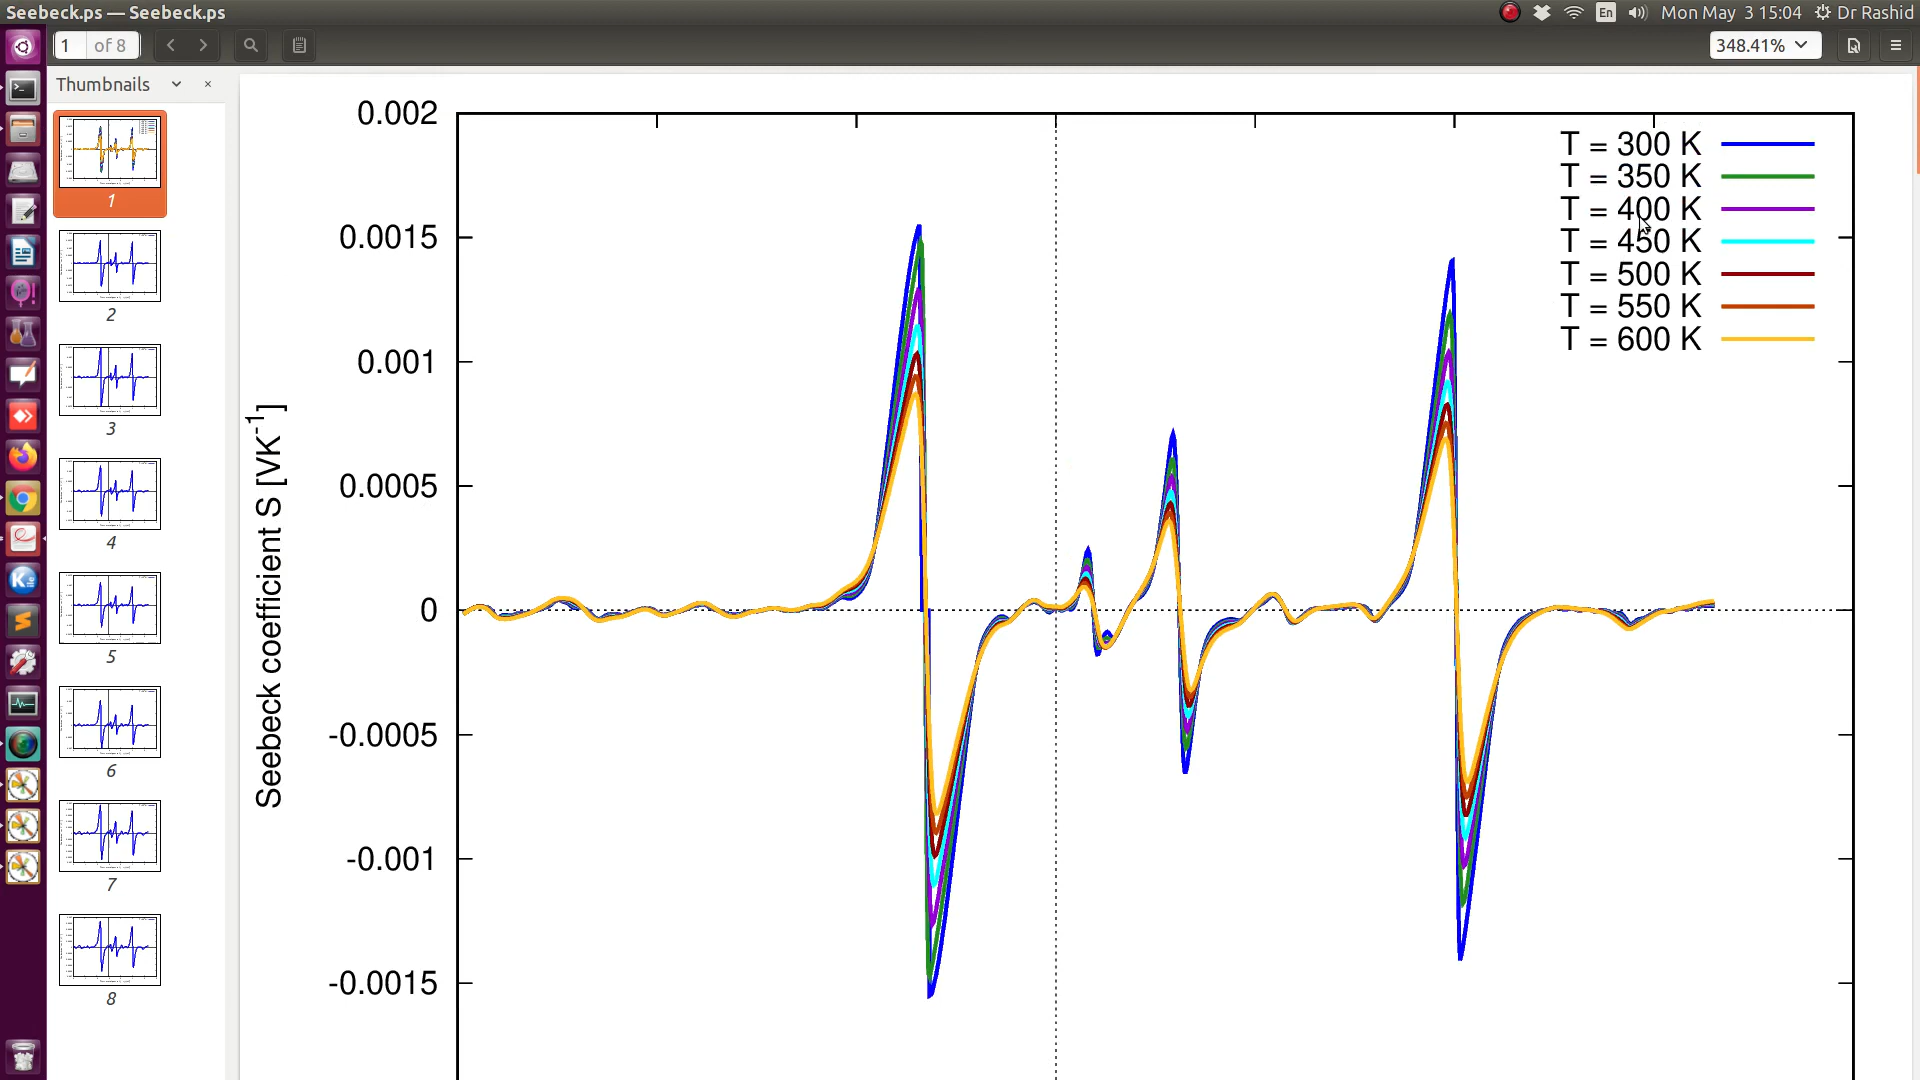 Seebeck.ps — Seebeck.ps
En
Mon May 3 15:04
Dr Rashid
1 of 8
348.41%
Thumbnails
1
2
3
4
5
6
7
8
Seebeck coefficient S [VK-1]
0.002
0.0015
0.001
0.0005
0
-0.0005
-0.001
-0.0015
T = 300 K
T = 350 K
T = 400 K
T = 450 K
T = 500 K
T = 550 K
T = 600 K